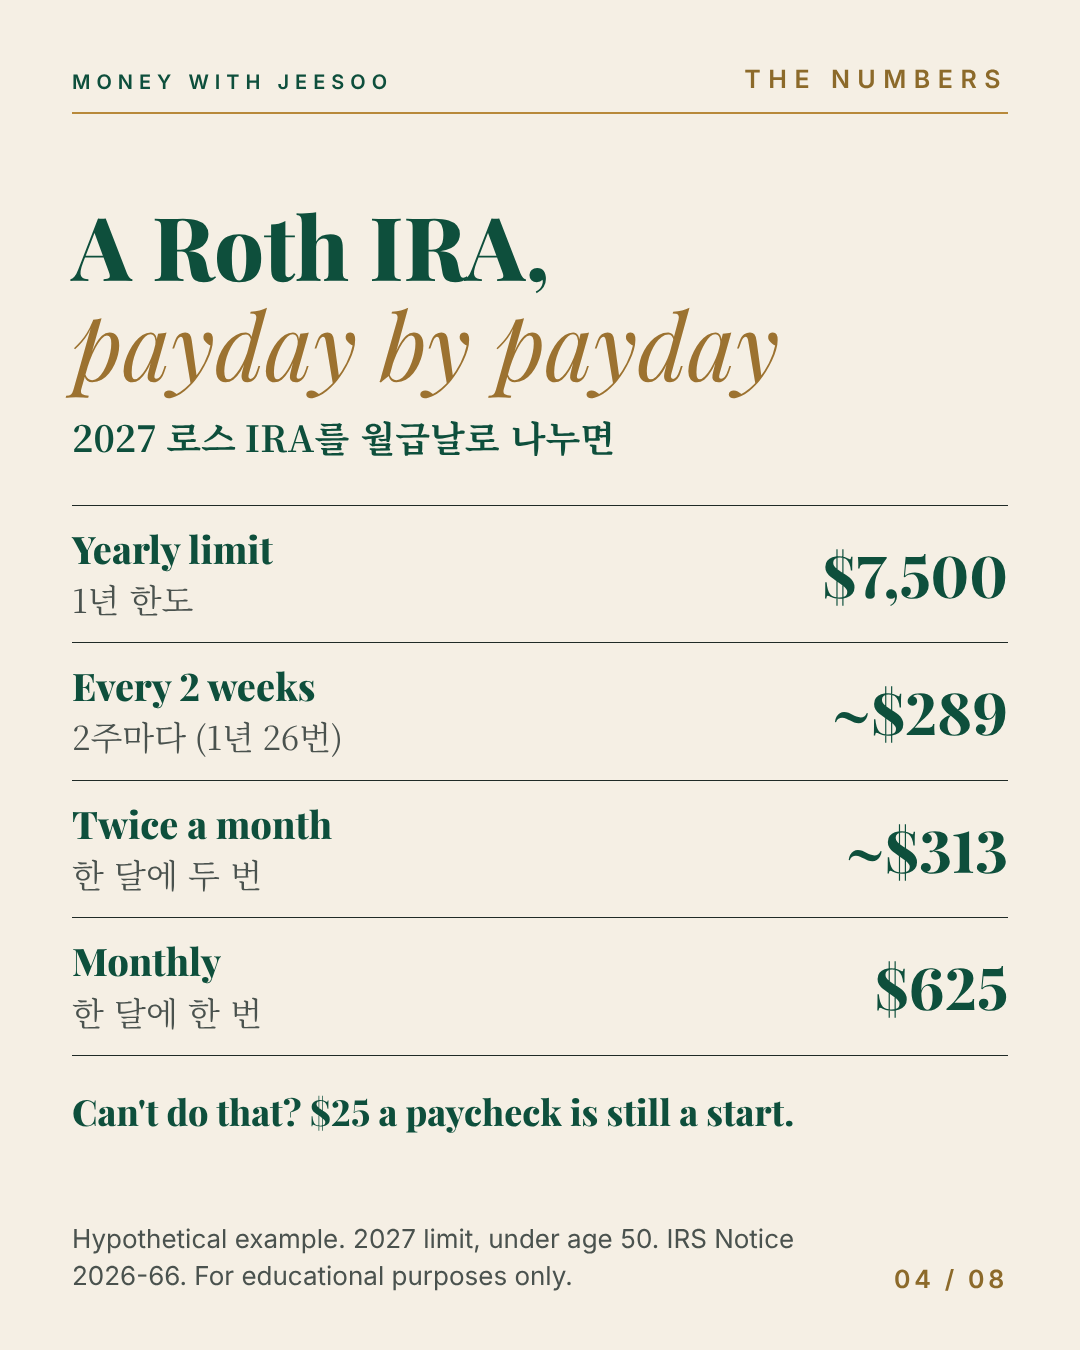 MONEY WITH JEESOO
THE NUMBERS
A Roth IRA,
payday by payday
2027 로스 IRA를 월급날로 나누면
Yearly limit
1년 한도
$7,500
Every 2 weeks
2주마다 (1년 26번)
~$289
Twice a month
한 달에 두 번
~$313
Monthly
한 달에 한 번
$625
Can't do that? $25 a paycheck is still a start.
Hypothetical example. 2027 limit, under age 50. IRS Notice
2026-66. For educational purposes only.
04 / 08